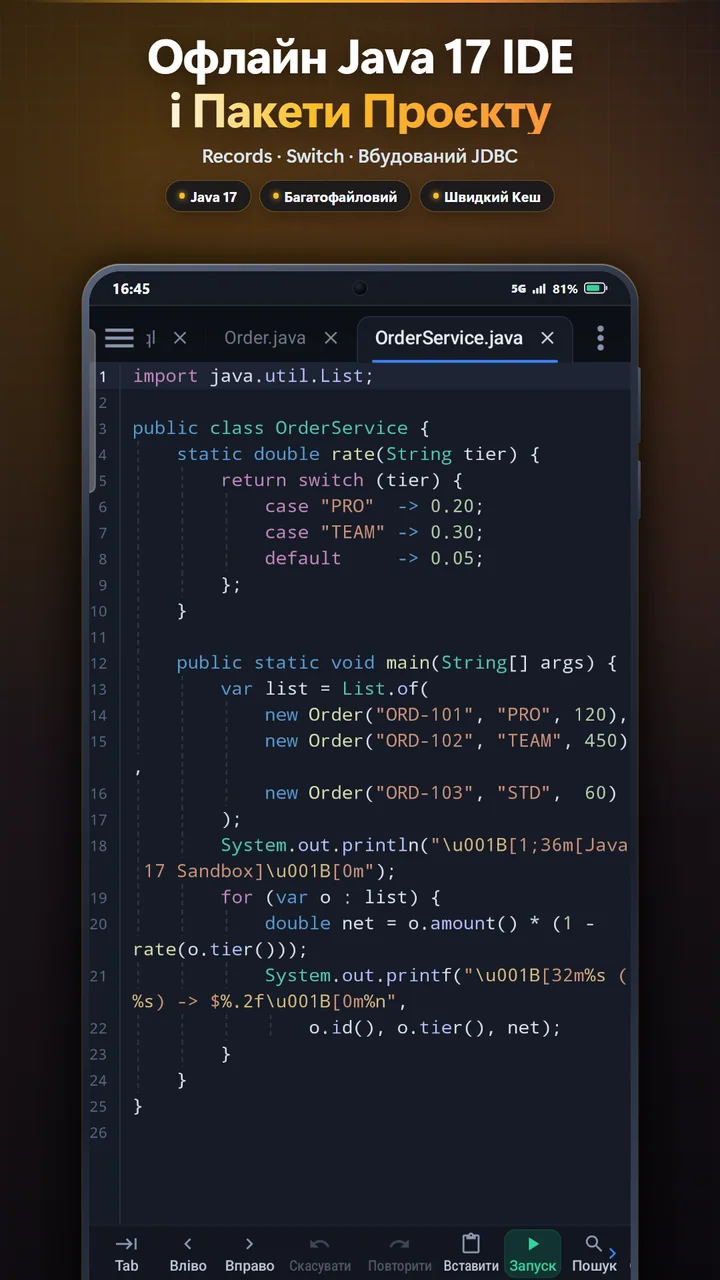 Офлайн Java 17 IDE
і Пакети Проєкту
Records · Switch · Вбудований JDBC
Java 17 Багатофайловий Швидкий Кеш
16:45 5G 81%
Order.java OrderService.java
1 import java.util.List;
2
3 public class OrderService {
4 static double rate(String tier) {
5 return switch (tier) {
6 case "PRO" -> 0.20;
7 case "TEAM" -> 0.30;
8 default -> 0.05;
9 };
10 }
11
12 public static void main(String[] args) {
13 var list = List.of(
14 new Order("ORD-101", "PRO", 120),
15 new Order("ORD-102", "TEAM", 450)
,
16 new Order("ORD-103", "STD", 60)
17 );
18 System.out.println("\u001B[1;36m[Java
17 Sandbox]\u001B[0m");
19 for (var o : list) {
20 double net = o.amount() * (1 -
rate(o.tier()));
21 System.out.printf("\u001B[32m%s (
%s) -> $%.2f\u001B[0m%n",
22 o.id(), o.tier(), net);
23 }
24 }
25 }
26
Tab Вліво Вправо Скасувати Повторити Вставити Запуск Пошук